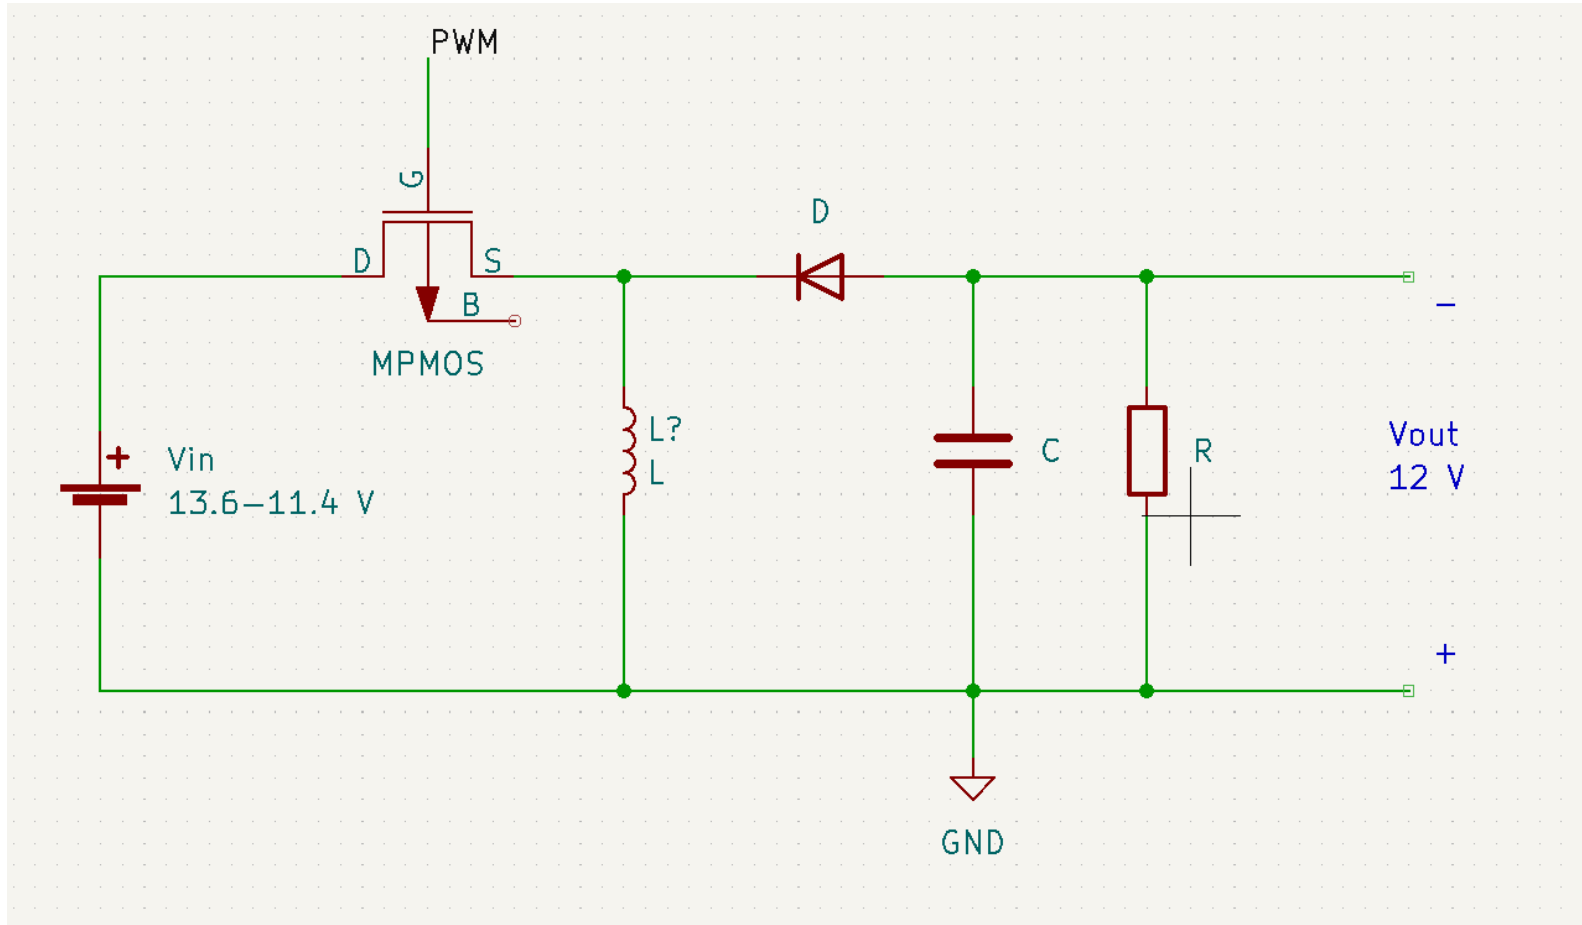 PWM
G
D
S
B
MPMOS
D
+
Vin
13.6-11.4 V
L?
L
C
R
−
Vout
12 V
+
GND